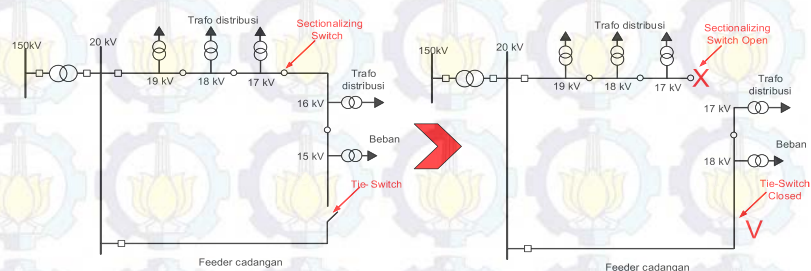 Trafo distribusi
Sectionalizing
Switch
150kV
20 kV
19 kV
18 kV
17 kV
Trafo
distribusi
16 kV
Beban
15 kV
Tie- Switch
Feeder cadangan
Trafo distribusi
Sectionalizing
Switch Open
150kV
20 kV
X
19 kV
18 kV
17 kV
Trafo
distribusi
17 kV
Beban
18 kV
Tie-Switch
Closed
V
Feeder cadangan